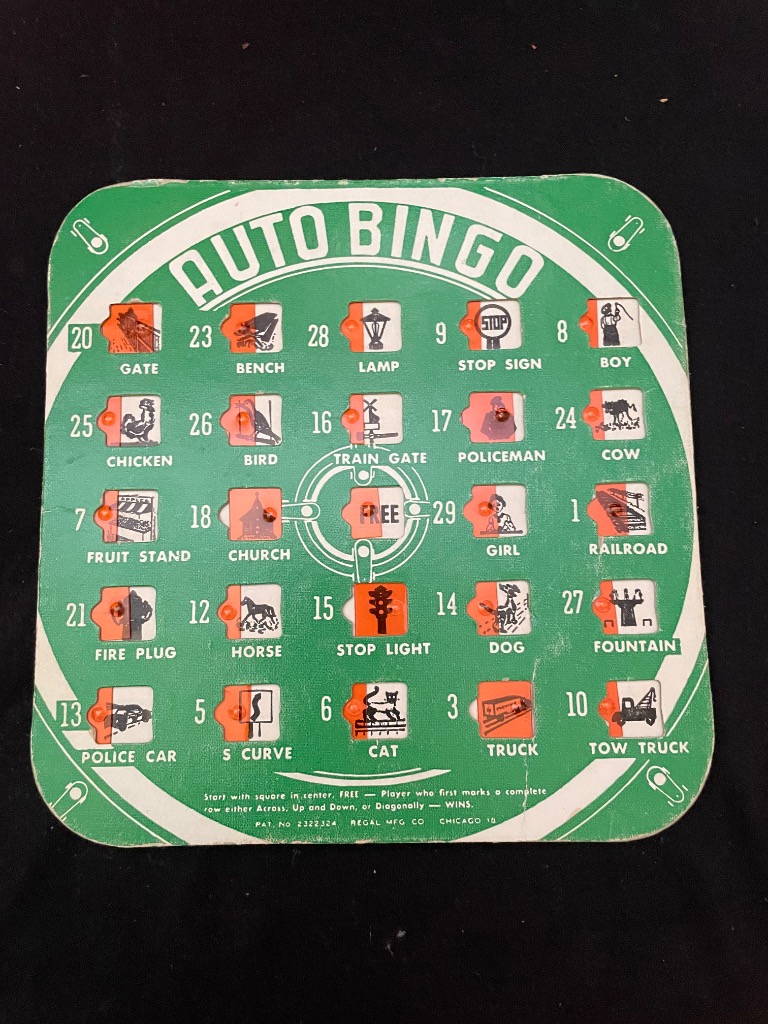 AUTO BINGO
20 23 28 9 STOP 8
GATE BENCH LAMP STOP SIGN BOY
25 26 16 17 24
CHICKEN BIRD TRAIN GATE POLICEMAN COW
APPLES
7 18 FREE 29 1
FRUIT STAND CHURCH GIRL RAILROAD
21 12 15 14 27
FIRE PLUG HORSE STOP LIGHT DOG FOUNTAIN
13 5 6 3 10
POLICE CAR S CURVE CAT TRUCK TOW TRUCK
Start with square in center, FREE — Player who first marks a complete
row either Across, Up and Down, or Diagonally — WINS.
PAT. No 2322324 REGAL MFG CO CHICAGO 18